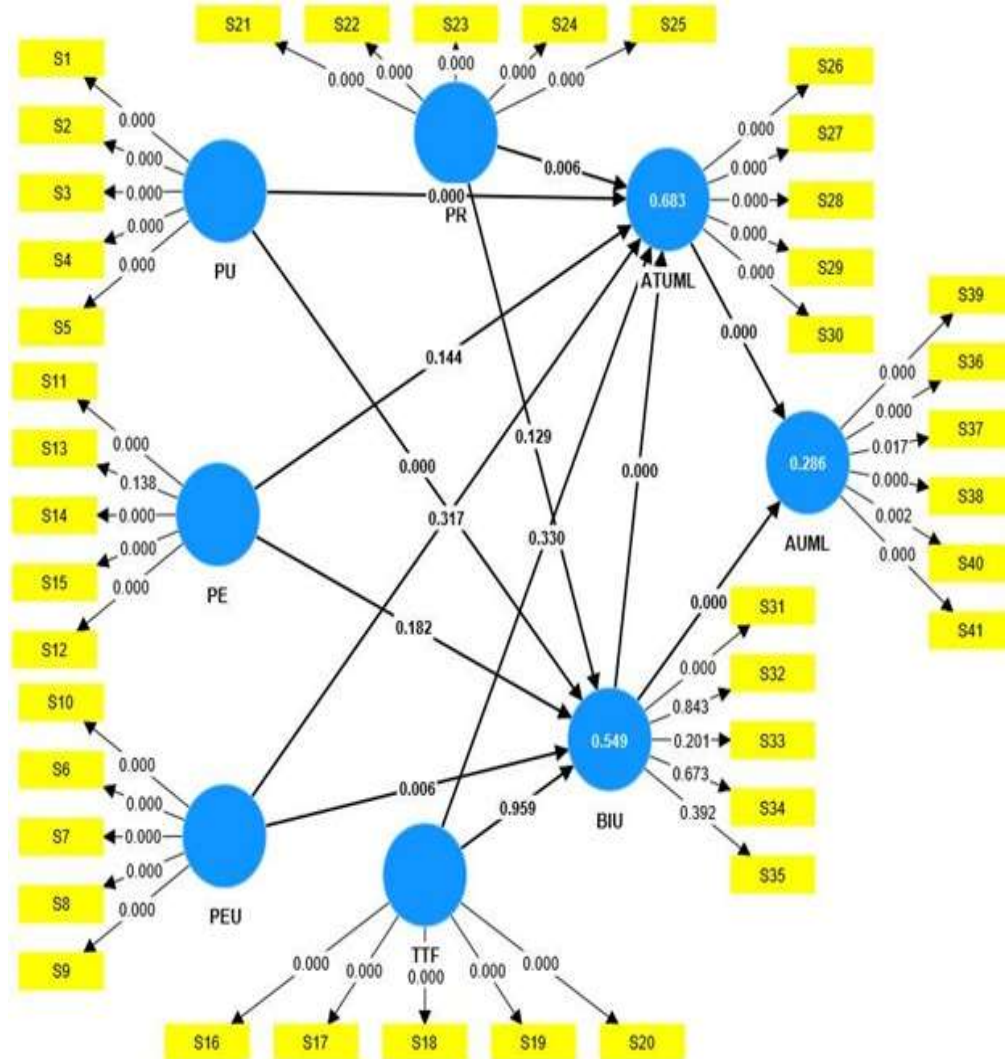 S21
S22
S23
S24
S25
0.000
0.000
0.000
0.000
0.000
S1
S2
S3
S4
S5
0.000
0.000
0.000
0.000
0.000
PU
PR
0.006
0.000
S26
S27
S28
S29
S30
0.000
0.000
0.000
0.000
0.000
0.683
ATUML
S11
S13
S14
S15
S12
0.000
0.138
0.000
0.000
0.000
PE
0.144
0.129
0.000
0.317
0.330
0.000
0.000
0.182
S39
S36
S37
S38
S40
S41
0.000
0.000
0.017
0.000
0.002
0.000
0.286
AUML
0.000
S10
S6
S7
S8
S9
0.000
0.000
0.000
0.000
0.000
PEU
0.006
0.959
S31
S32
S33
S34
S35
0.000
0.843
0.201
0.673
0.392
0.549
BIU
TTF
0.000
0.000
0.000
0.000
0.000
S16
S17
S18
S19
S20